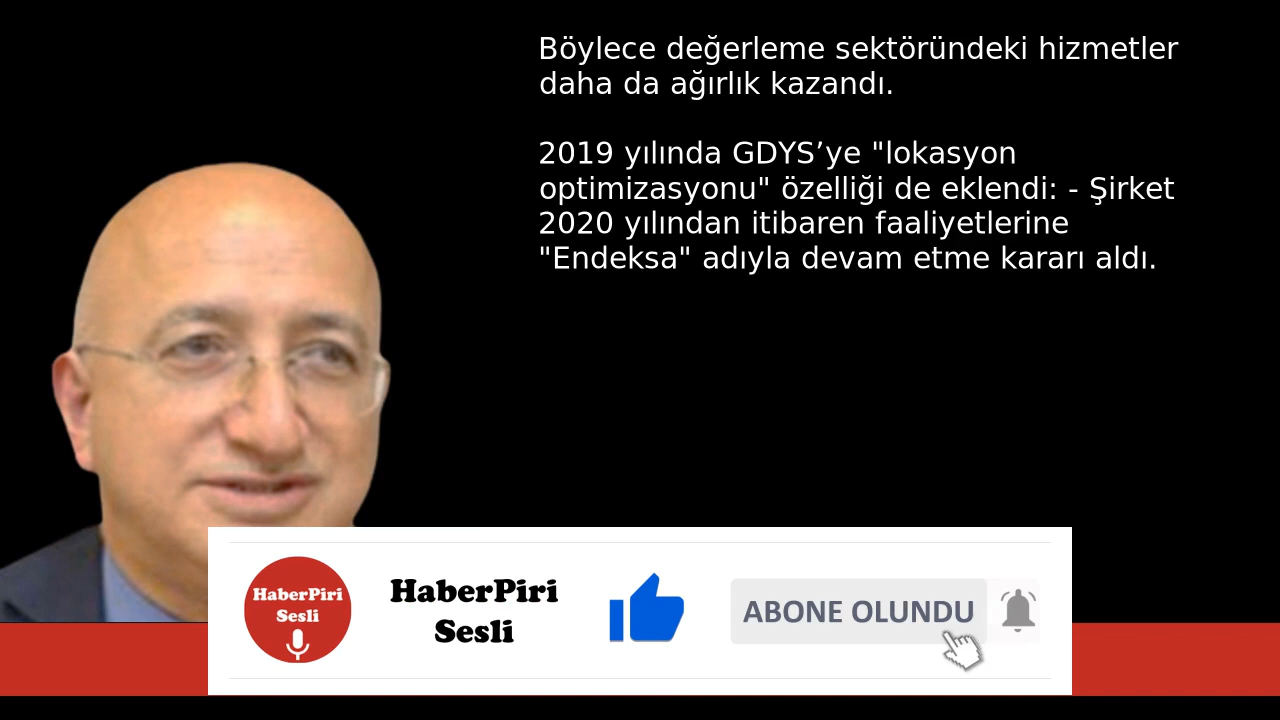 Böylece değerleme sektöründeki hizmetler
daha da ağırlık kazandı.
2019 yılında GDYS’ye "lokasyon
optimizasyonu" özelliği de eklendi: - Şirket
2020 yılından itibaren faaliyetlerine
"Endeksa" adıyla devam etme kararı aldı.
HaberPiri
Sesli
HaberPiri
Sesli
ABONE OLUNDU